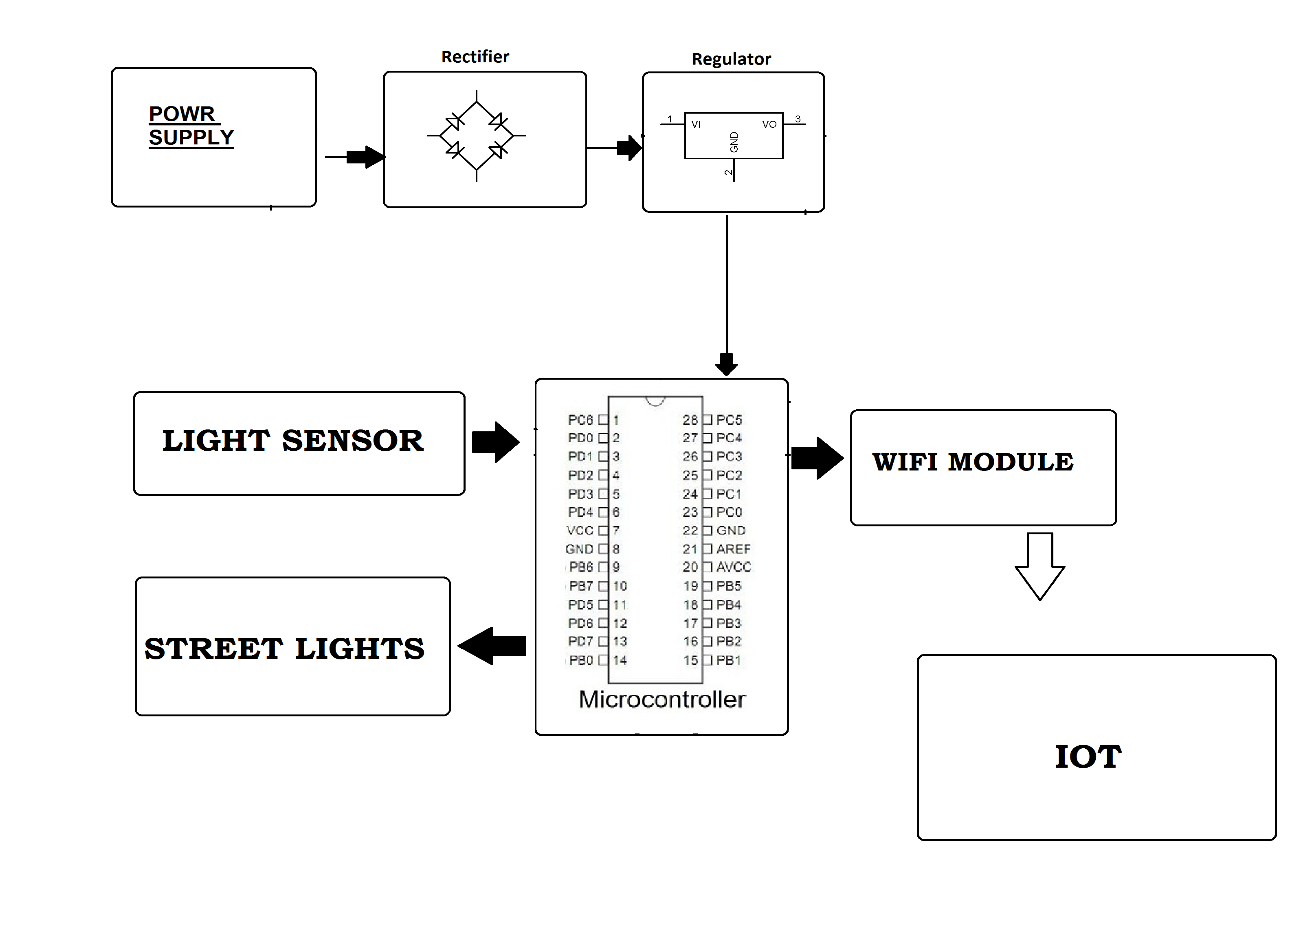 Rectifier
Regulator
POWR
SUPPLY
1 VI VO 3
GND
2
LIGHT SENSOR
STREET LIGHTS
PC6 1 28 PC5
PD0 2 27 PC4
PD1 3 26 PC3
PD2 4 25 PC2
PD3 5 24 PC1
PD4 6 23 PC0
VCC 7 22 GND
GND 8 21 AREF
PB6 9 20 AVCC
PB7 10 19 PB5
PD5 11 18 PB4
PD6 12 17 PB3
PD7 13 16 PB2
PB0 14 15 PB1
Microcontroller
WIFI MODULE
IOT